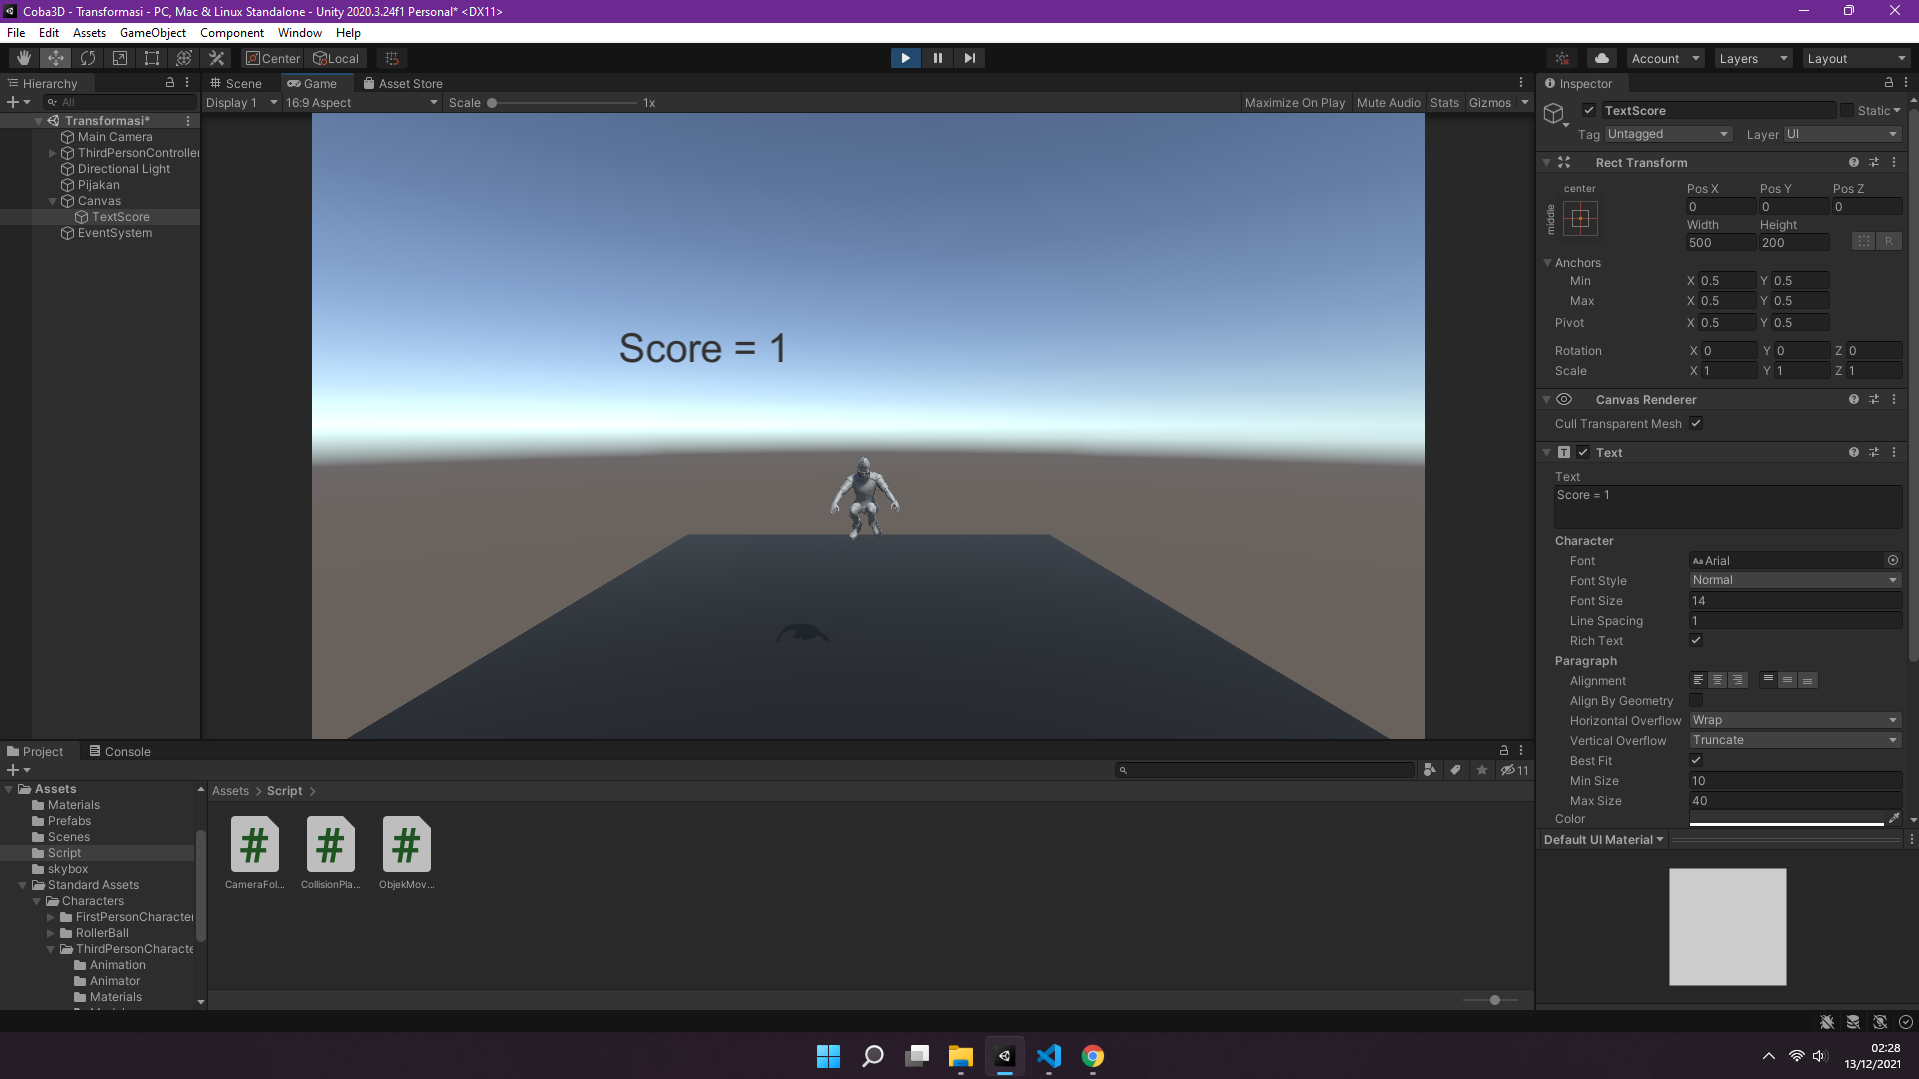 Coba3D - Transformasi - PC, Mac & Linux Standalone - Unity 2020.3.24f1 Personal* <DX11>
File Edit Assets GameObject Component Window Help
Center Local
Account Layers Layout
Hierarchy
All
Transformasi*
Main Camera
ThirdPersonController
Directional Light
Pijakan
Canvas
TextScore
EventSystem
Scene Game Asset Store
Display 1 16:9 Aspect Scale 1x Maximize On Play Mute Audio Stats Gizmos
Score = 1
Inspector
TextScore Static
Tag Untagged Layer UI
Rect Transform
center
middle
Pos X Pos Y Pos Z
0 0 0
Width Height
500 200
R
Anchors
Min X 0.5 Y 0.5
Max X 0.5 Y 0.5
Pivot X 0.5 Y 0.5
Rotation X 0 Y 0 Z 0
Scale X 1 Y 1 Z 1
Canvas Renderer
Cull Transparent Mesh
T Text
Text
Score = 1
Character
Font Aa Arial
Font Style Normal
Font Size 14
Line Spacing 1
Rich Text
Paragraph
Alignment
Align By Geometry
Horizontal Overflow Wrap
Vertical Overflow Truncate
Best Fit
Min Size 10
Max Size 40
Color
Default UI Material
Project Console
11
Assets
Materials
Prefabs
Scenes
Script
skybox
Standard Assets
Characters
FirstPersonCharacter
RollerBall
ThirdPersonCharacte
Animation
Animator
Materials
Assets > Script >
# # #
CameraFol... CollisionPla... ObjekMov...
02:28
13/12/2021